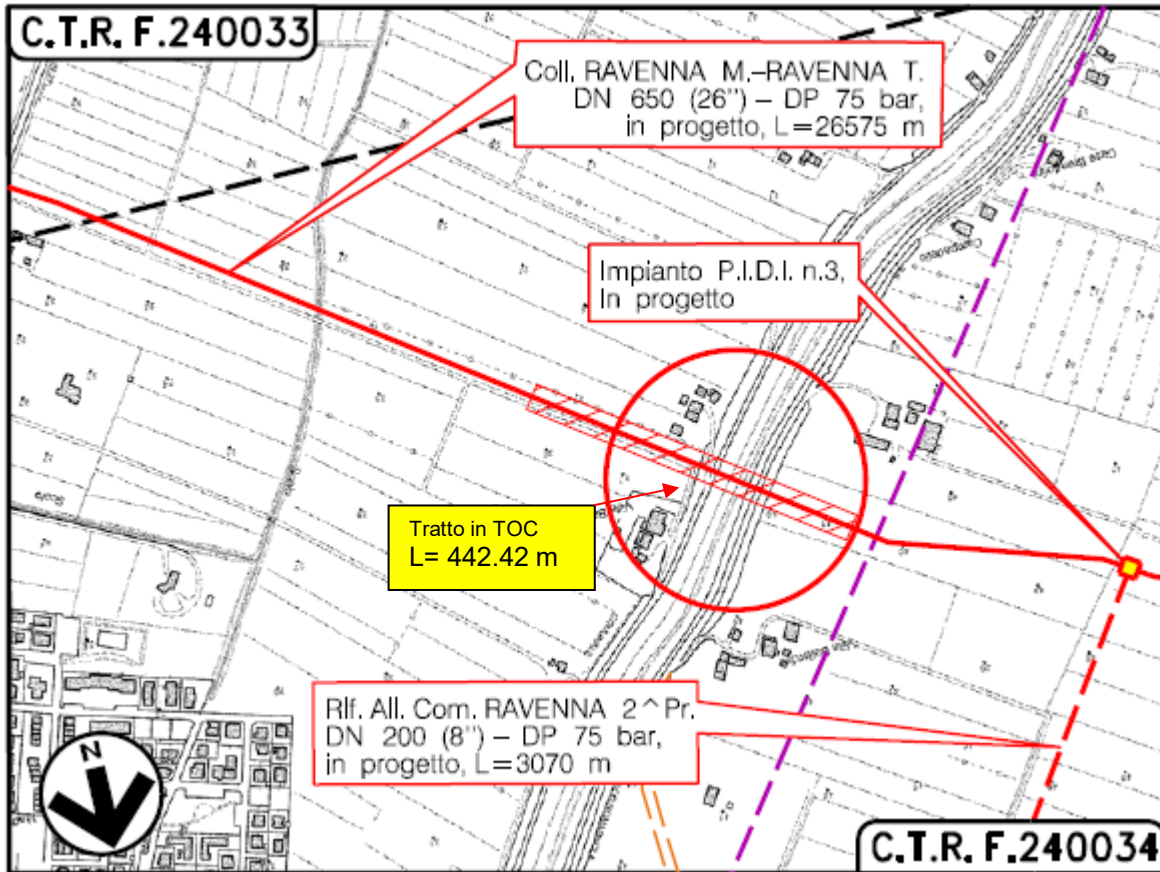 C.T.R. F.240033
Coll. RAVENNA M.–RAVENNA T.
DN 650 (26") – DP 75 bar,
in progetto, L=26575 m
Impianto P.I.D.I. n.3,
In progetto
Tratto in TOC
L= 442.42 m
Rif. All. Com. RAVENNA 2^Pr.
DN 200 (8") – DP 75 bar,
in progetto, L=3070 m
N
C.T.R. F.240034